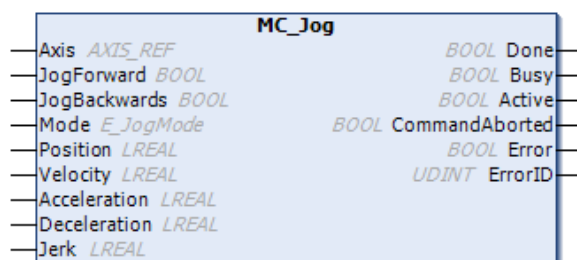 MC_Jog
Axis AXIS_REF BOOL Done
JogForward BOOL BOOL Busy
JogBackwards BOOL BOOL Active
Mode E_JogMode BOOL CommandAborted
Position LREAL BOOL Error
Velocity LREAL UDINT ErrorID
Acceleration LREAL
Deceleration LREAL
Jerk LREAL